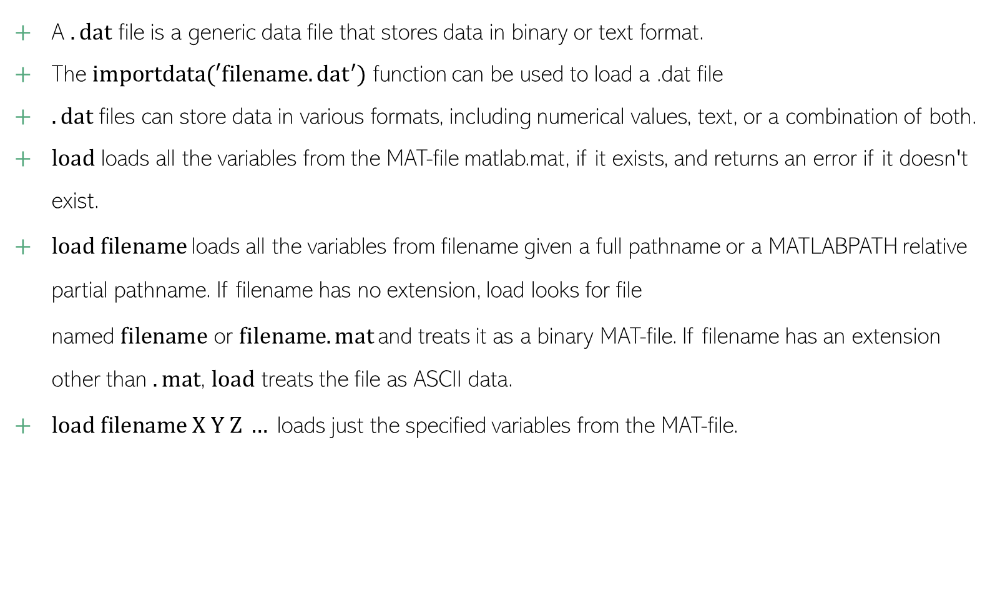 + A .dat file is a generic data file that stores data in binary or text format.
+ The importdata('filename.dat') function can be used to load a .dat file
+ .dat files can store data in various formats, including numerical values, text, or a combination of both.
+ load loads all the variables from the MAT-file matlab.mat, if it exists, and returns an error if it doesn't
exist.
+ load filename loads all the variables from filename given a full pathname or a MATLABPATH relative
partial pathname. If filename has no extension, load looks for file
named filename or filename.mat and treats it as a binary MAT-file. If filename has an extension
other than .mat, load treats the file as ASCII data.
+ load filename X Y Z ... loads just the specified variables from the MAT-file.